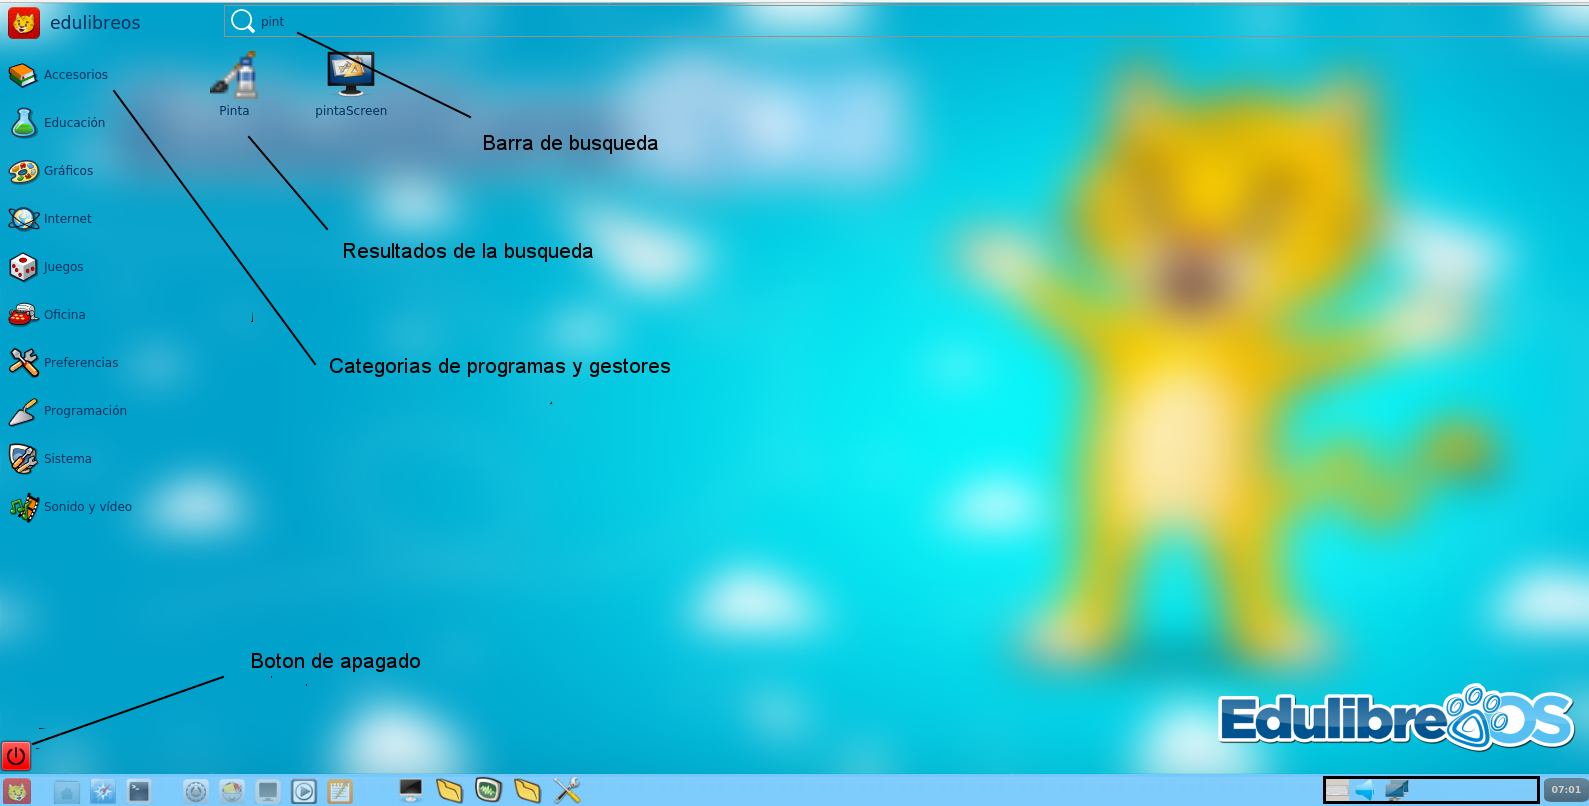 edulibreos
pint
Accesorios
Educación
Gráficos
Internet
Juegos
Oficina
Preferencias
Programación
Sistema
Sonido y vídeo
Pinta
pintaScreen
Barra de busqueda
Resultados de la busqueda
Categorias de programas y gestores
Boton de apagado
EdulibreOS
07:01